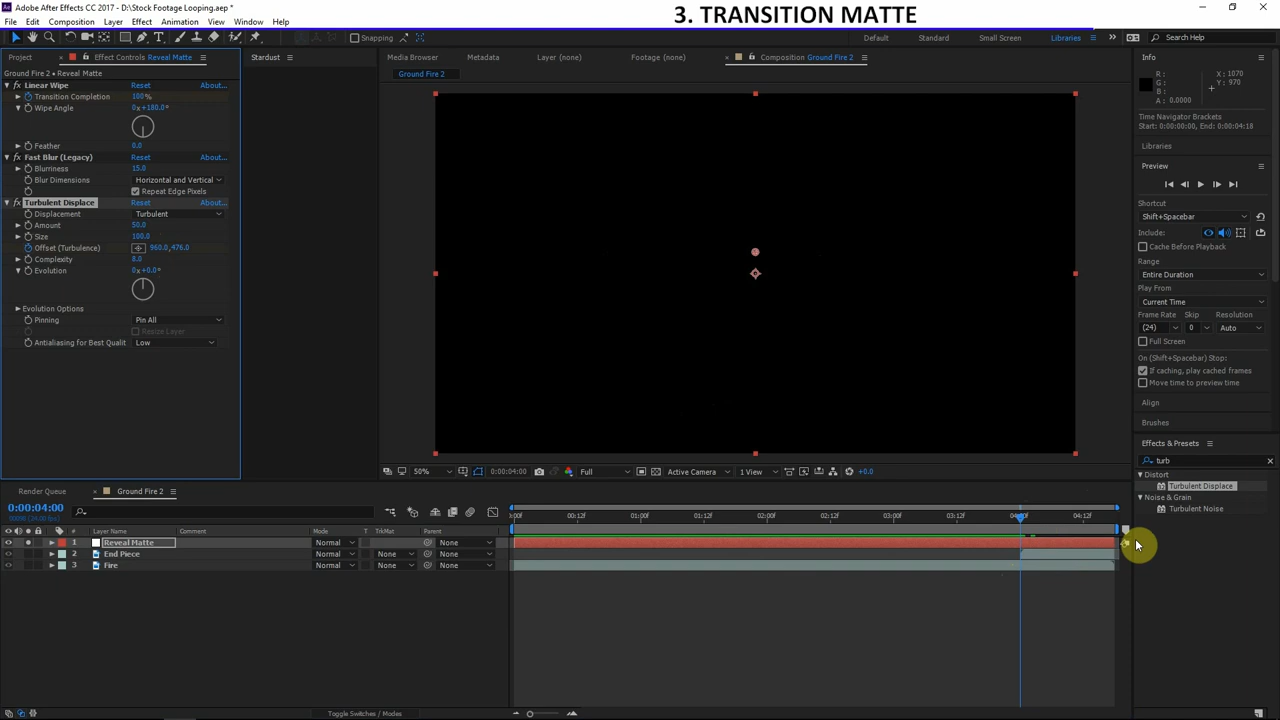 Adobe After Effects CC 2017 - D:\Stock Footage Looping.aep *
3. TRANSITION MATTE
File Edit Composition Layer Effect Animation View Window Help
Snapping
Default Standard Small Screen Libraries Search Help
Project Effect Controls Reveal Matte
Ground Fire 2 • Reveal Matte
fx Linear Wipe Reset About...
Transition Completion 100 %
Wipe Angle 0x+180.0°
Feather 0.0
fx Fast Blur (Legacy) Reset About...
Blurriness 15.0
Blur Dimensions Horizontal and Vertical
Repeat Edge Pixels
fx Turbulent Displace Reset About...
Displacement Turbulent
Amount 50.0
Size 100.0
Offset (Turbulence) 960.0,476.0
Complexity 8.0
Evolution 0x+0.0°
Evolution Options
Pinning Pin All
Resize Layer
Antialiasing for Best Qualit Low
Stardust
Media Browser Metadata Layer (none) Footage (none) Composition Ground Fire 2
Ground Fire 2
50% 0:00:04:00 Full Active Camera 1 View +0.0
Info
R:
G:
B:
A: 0.0000
X: 1070
Y: 970
Time Navigator Brackets
Start: 0:00:00:00, End: 0:00:04:18
Libraries
Preview
Shortcut
Shift+Spacebar
Include:
Cache Before Playback
Range
Entire Duration
Play From
Current Time
Frame Rate Skip Resolution
(24) 0 Auto
Full Screen
On (Shift+Spacebar) Stop:
If caching, play cached frames
Move time to preview time
Align
Brushes
Effects & Presets
turb
Distort
Turbulent Displace
Noise & Grain
Turbulent Noise
Render Queue Ground Fire 2
0:00:04:00
Layer Name Comment Mode T TrkMat Parent
1 Reveal Matte Normal None
2 End Piece Normal None None
3 Fire Normal None None
00:12f 01:00f 01:12f 02:00f 02:12f 03:00f 03:12f 04:00f 04:12f
Toggle Switches / Modes